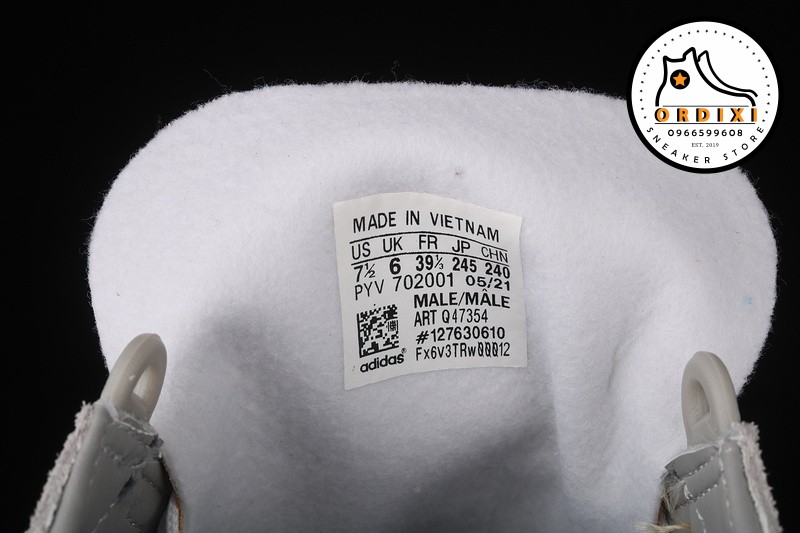 ORDIXI
0966599608
EST. 2019
SNEAKER STORE
MADE IN VIETNAM
US UK FR JP CHN
7½ 6 39⅓ 245 240
PYV 702001 05/21
MALE/MÂLE
ART Q47354
#127630610
Fx6v3TRw00012
adidas®